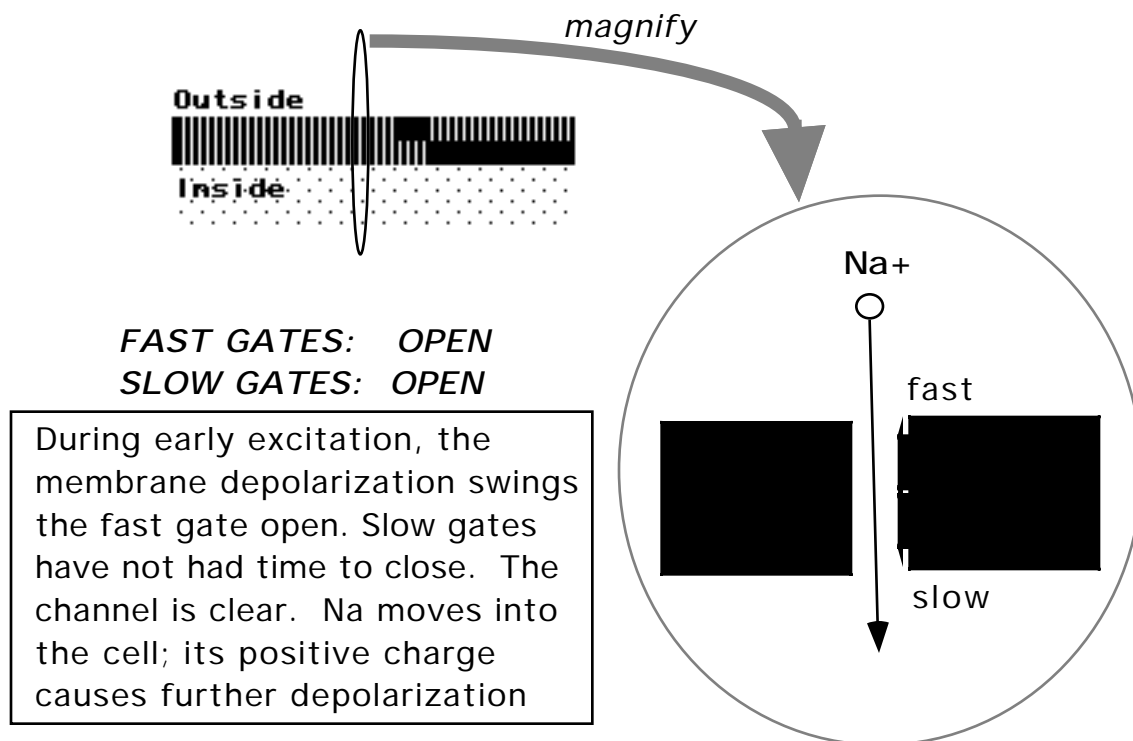 magnify
Outside
Inside
Na+
FAST GATES: OPEN
SLOW GATES: OPEN
fast
During early excitation, the
membrane depolarization swings
the fast gate open. Slow gates
have not had time to close. The
channel is clear. Na moves into
the cell; its positive charge
causes further depolarization
slow